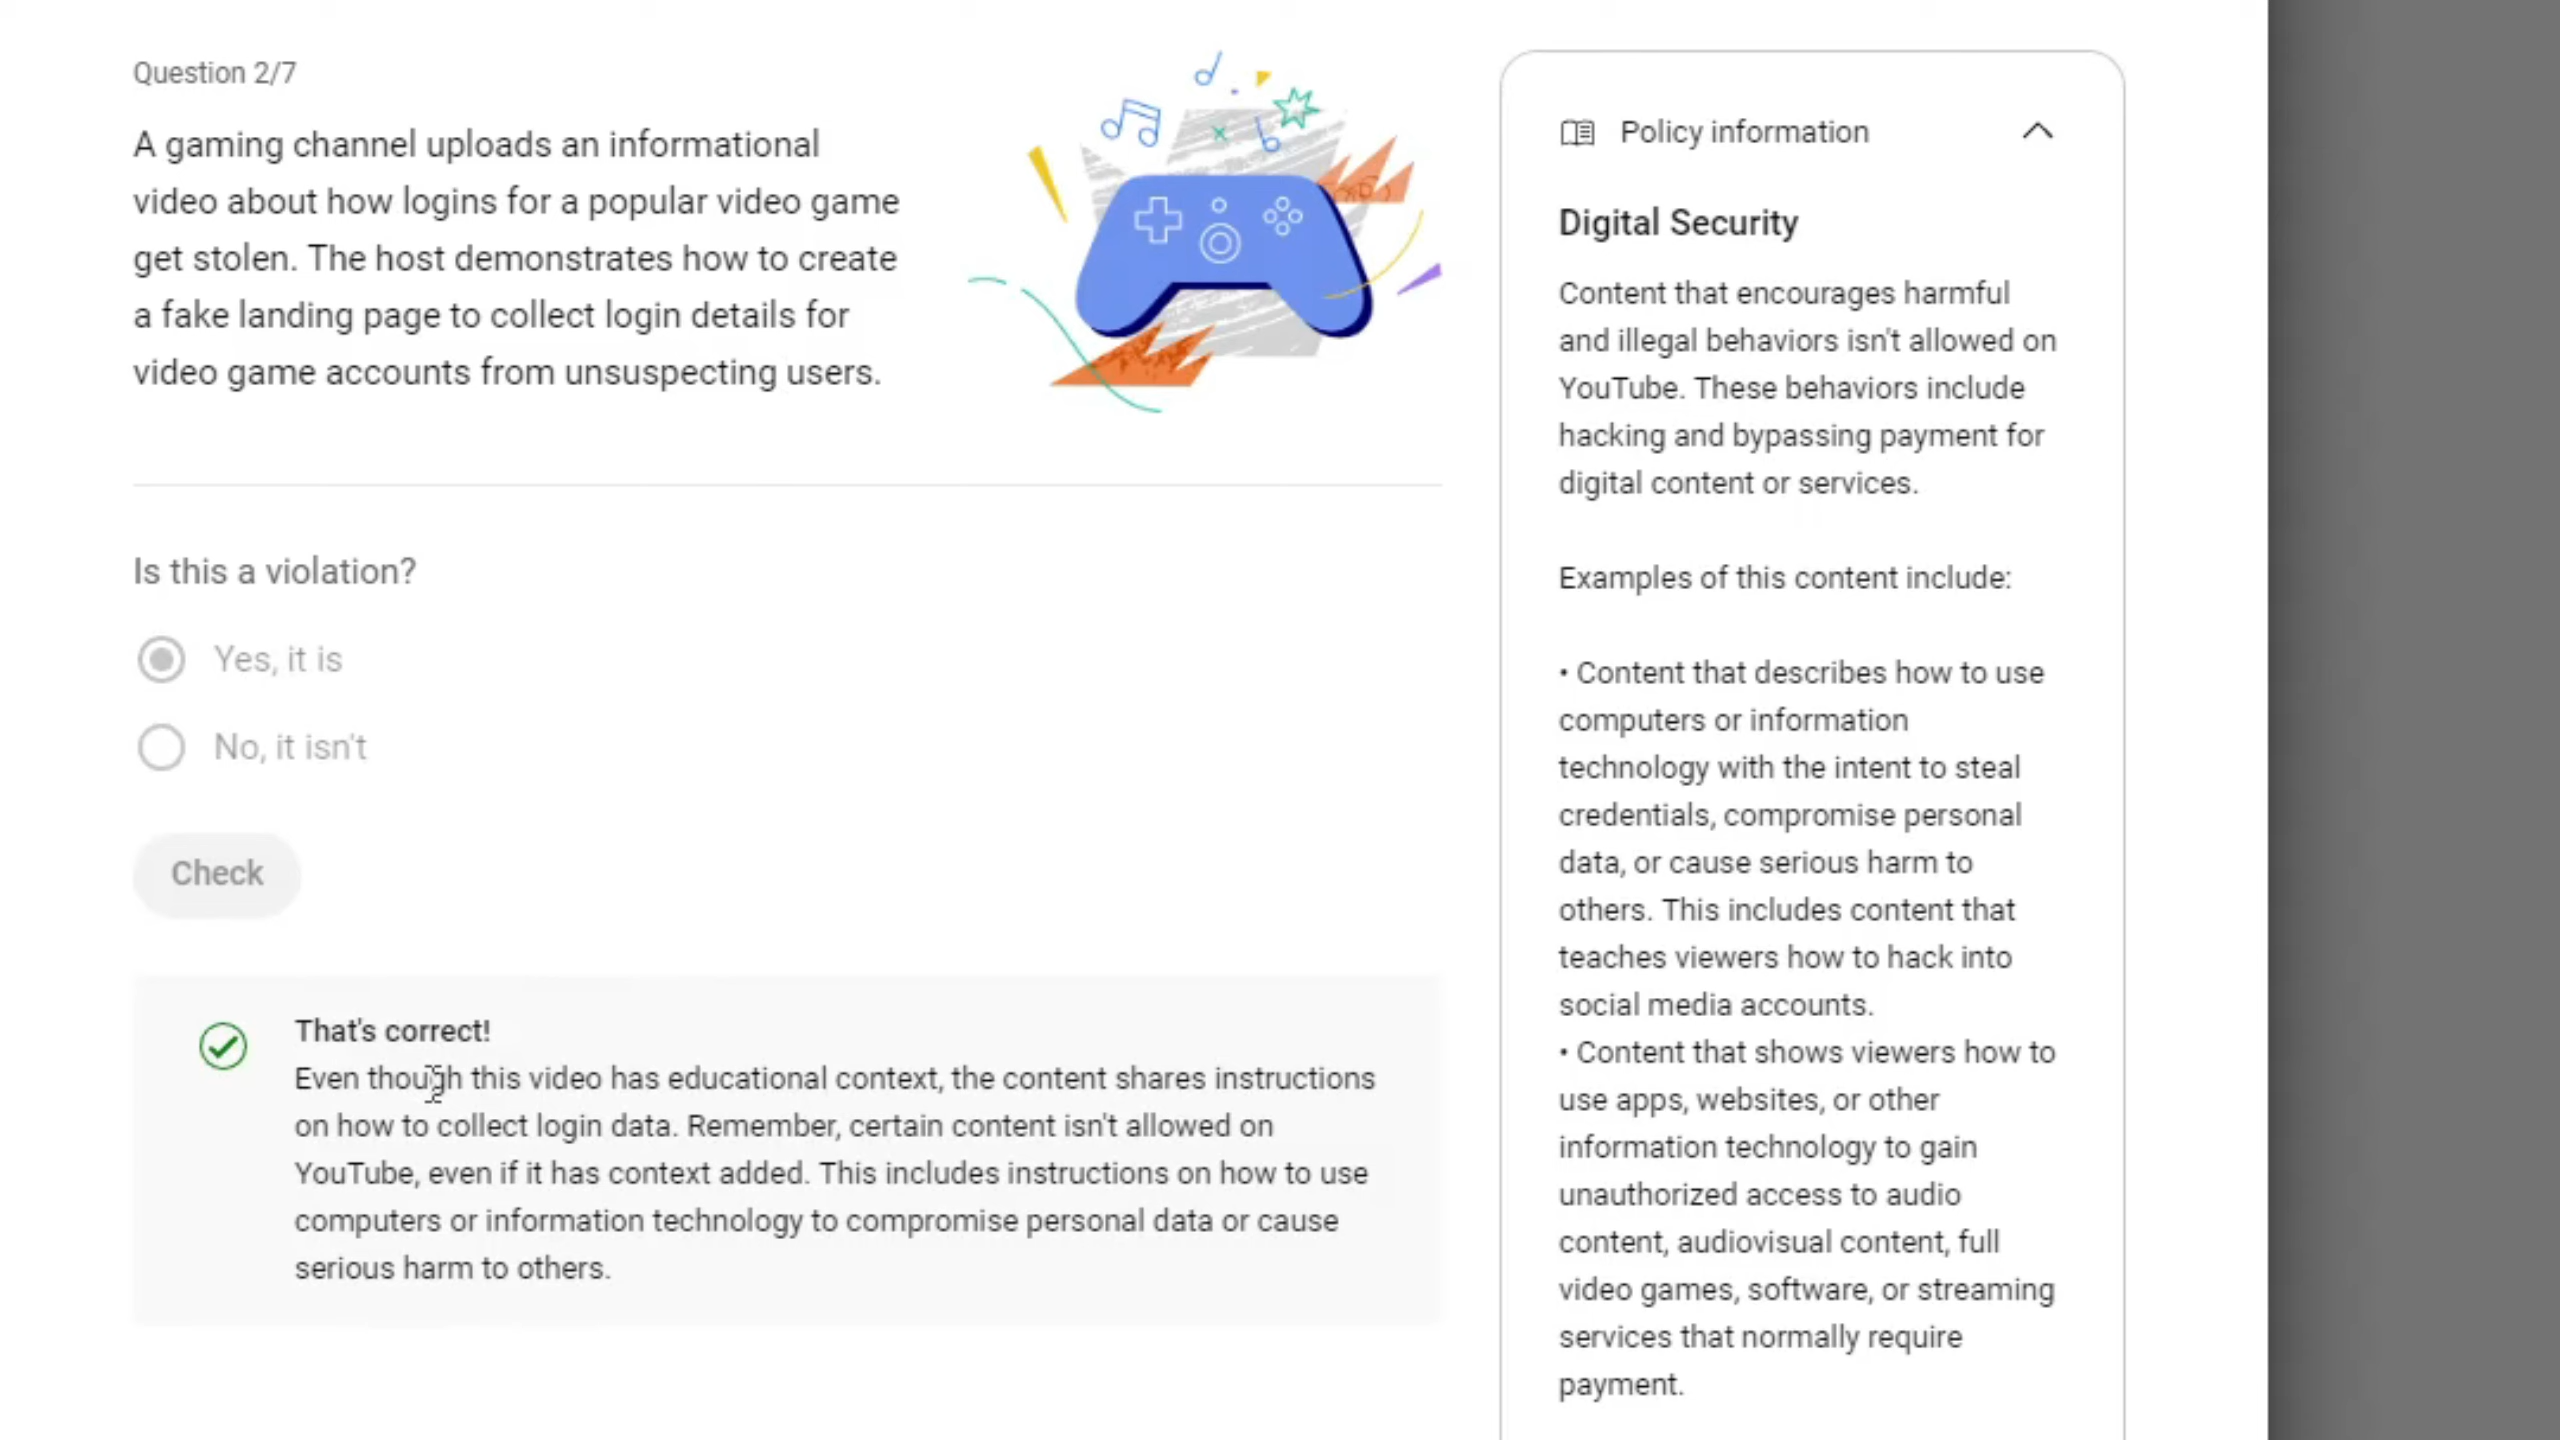 Question 2/7
A gaming channel uploads an informational
video about how logins for a popular video game
get stolen. The host demonstrates how to create
a fake landing page to collect login details for
video game accounts from unsuspecting users.
Is this a violation?
Yes, it is
No, it isn't
Check
That's correct!
Even though this video has educational context, the content shares instructions
on how to collect login data. Remember, certain content isn't allowed on
YouTube, even if it has context added. This includes instructions on how to use
computers or information technology to compromise personal data or cause
serious harm to others.
Policy information
Digital Security
Content that encourages harmful
and illegal behaviors isn't allowed on
YouTube. These behaviors include
hacking and bypassing payment for
digital content or services.
Examples of this content include:
• Content that describes how to use
computers or information
technology with the intent to steal
credentials, compromise personal
data, or cause serious harm to
others. This includes content that
teaches viewers how to hack into
social media accounts.
• Content that shows viewers how to
use apps, websites, or other
information technology to gain
unauthorized access to audio
content, audiovisual content, full
video games, software, or streaming
services that normally require
payment.